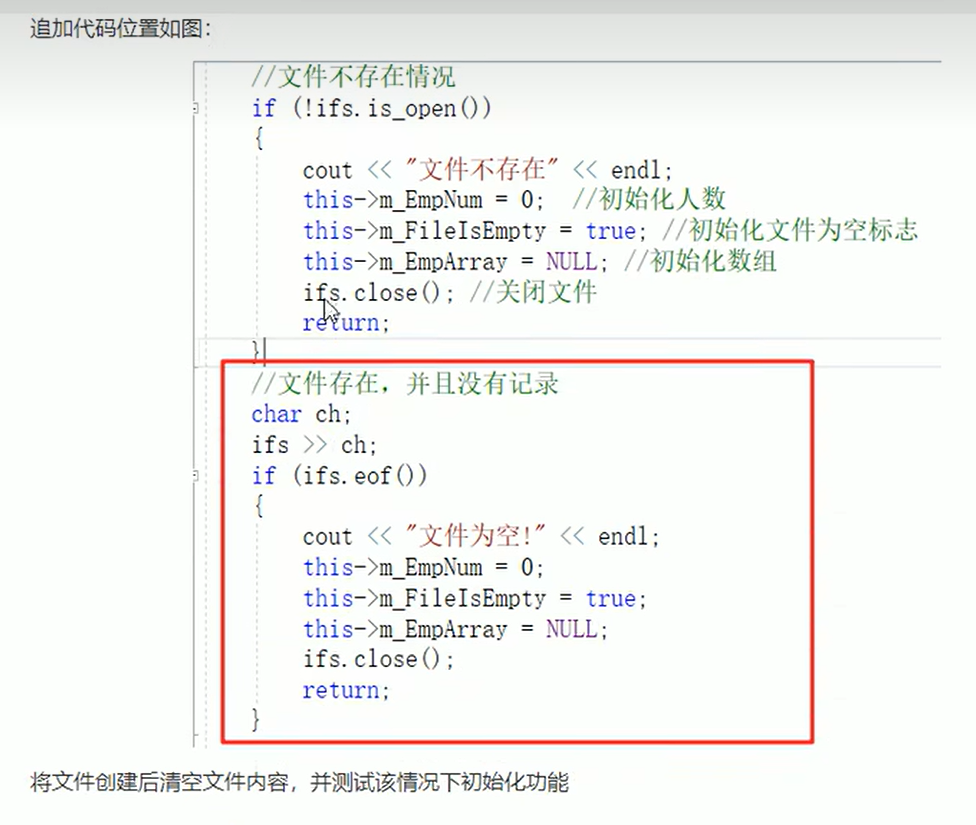 追加代码位置如图：
//文件不存在情况
if (!ifs.is_open())
{
cout << "文件不存在" << endl;
this->m_EmpNum = 0; //初始化人数
this->m_FileIsEmpty = true; //初始化文件为空标志
this->m_EmpArray = NULL; //初始化数组
ifs.close(); //关闭文件
return;
}
//文件存在，并且没有记录
char ch;
ifs >> ch;
if (ifs.eof())
{
cout << "文件为空!" << endl;
this->m_EmpNum = 0;
this->m_FileIsEmpty = true;
this->m_EmpArray = NULL;
ifs.close();
return;
}
将文件创建后清空文件内容，并测试该情况下初始化功能